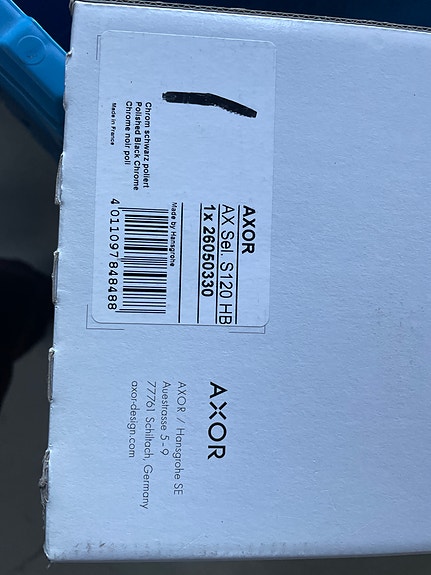 AXOR
AX Sel. S120 HB
1x 26050330
Made by Hansgrohe
4 011097 848488
Chrom schwarz poliert
Polished Black Chrome
Chrome noir poli
Made in France
AXOR
AXOR / Hansgrohe SE
Auestrasse 5 - 9
77761 Schiltach, Germany
axor-design.com